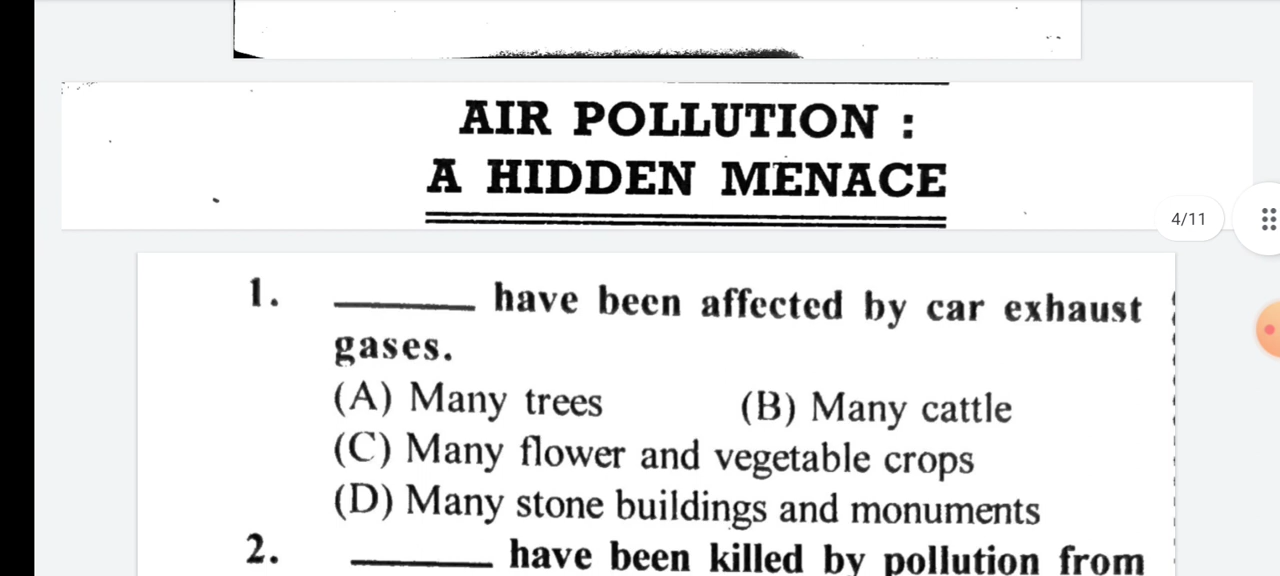 AIR POLLUTION :
A HIDDEN MENACE
4/11
1. ______ have been affected by car exhaust
gases.
(A) Many trees (B) Many cattle
(C) Many flower and vegetable crops
(D) Many stone buildings and monuments
2. ______ have been killed by pollution from